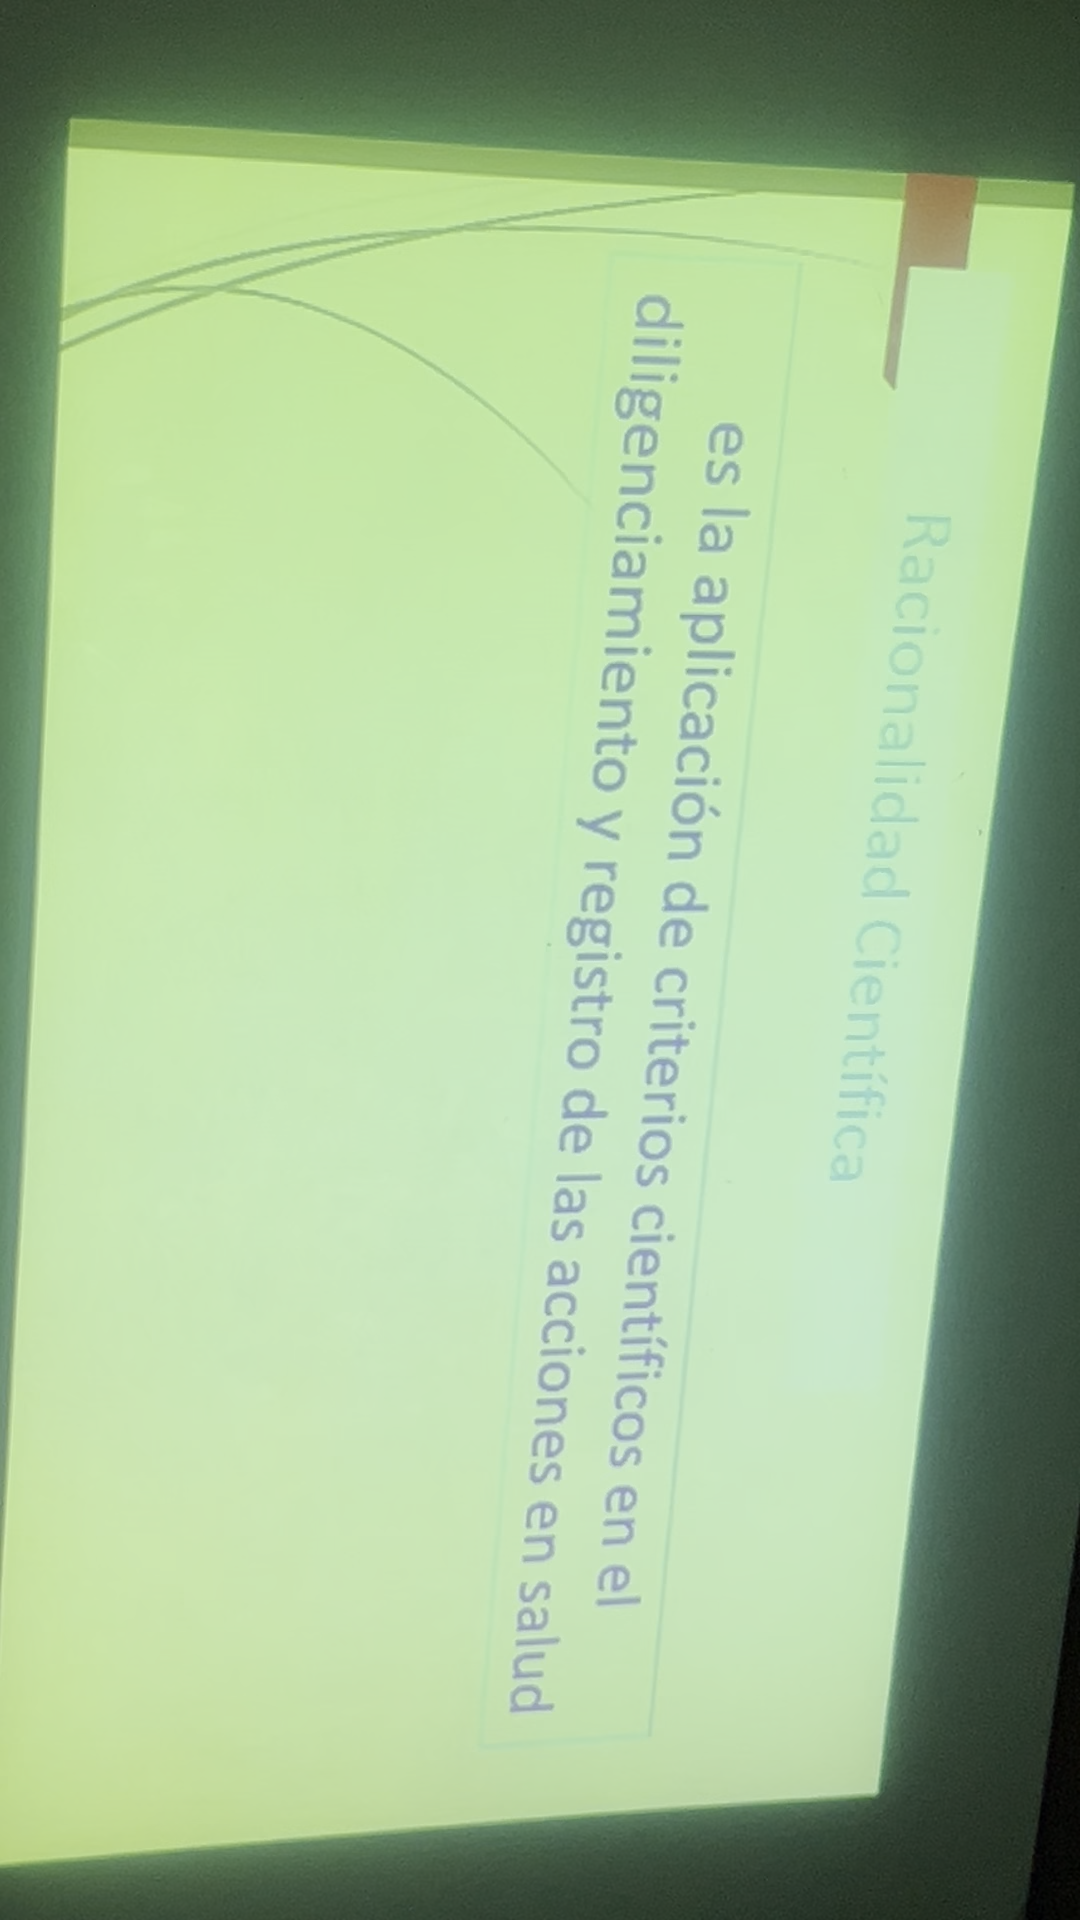 Racionalidad Científica
es la aplicación de criterios científicos en el
diligenciamiento y registro de las acciones en salud